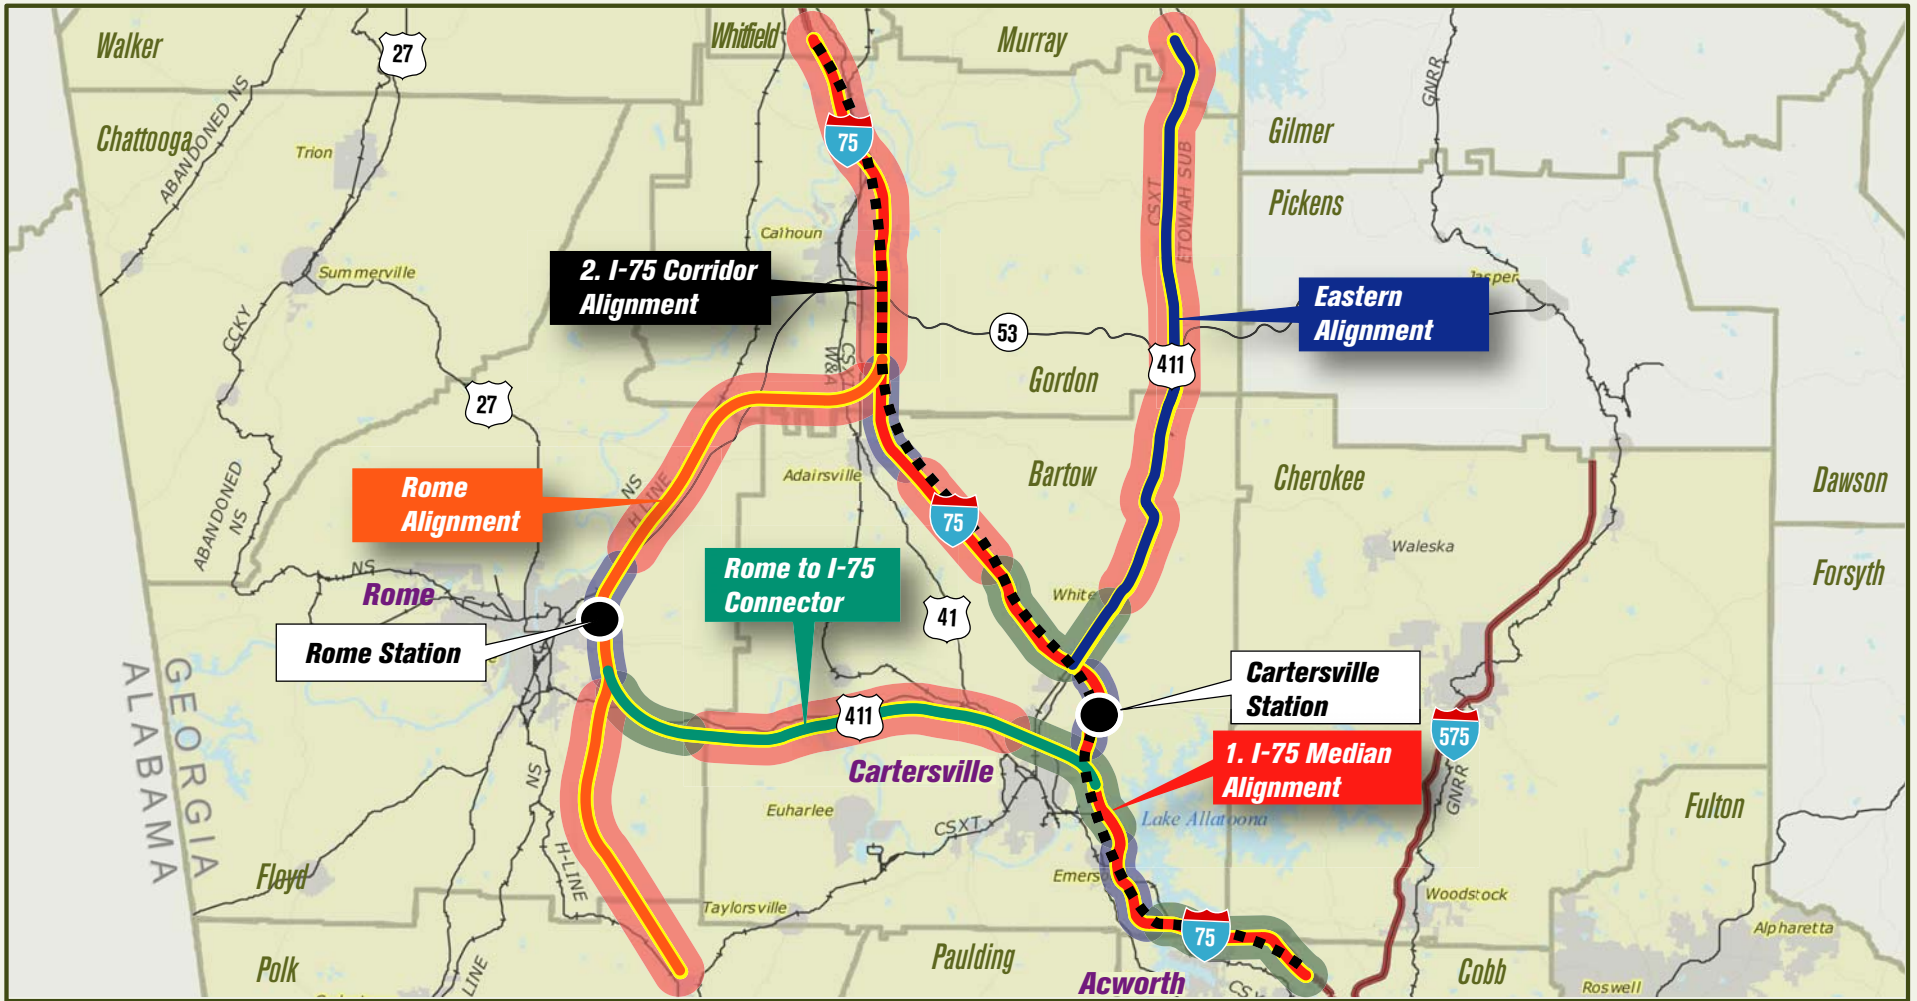 Walker
27
Whitfield
Murray
ABANDONED NS
GNRR
Chattooga
Trion
75
Gilmer
CSXT
ETOWAH SUB
Pickens
Calhoun
Summerville
2. I-75 Corridor
Alignment
Jasper
Eastern
Alignment
CCKY
53
CSXT
W&A
411
27
Gordon
Adairsville
Bartow
Cherokee
Dawson
Rome
Alignment
NS
H LINE
ABANDONED
NS
75
Waleska
Forsyth
NS
Rome
Rome to I-75
Connector
White
41
Rome Station
Cartersville
Station
GEORGIA
ALABAMA
411
575
1. I-75 Median
Alignment
Cartersville
NS
GNRR
Euharlee
CSXT
Lake Allatoona
Fulton
H-LINE
Floyd
Emers
Taylorsville
Woodstock
75
Alpharetta
Polk
LINE
Paulding
Acworth
Cobb
Roswell